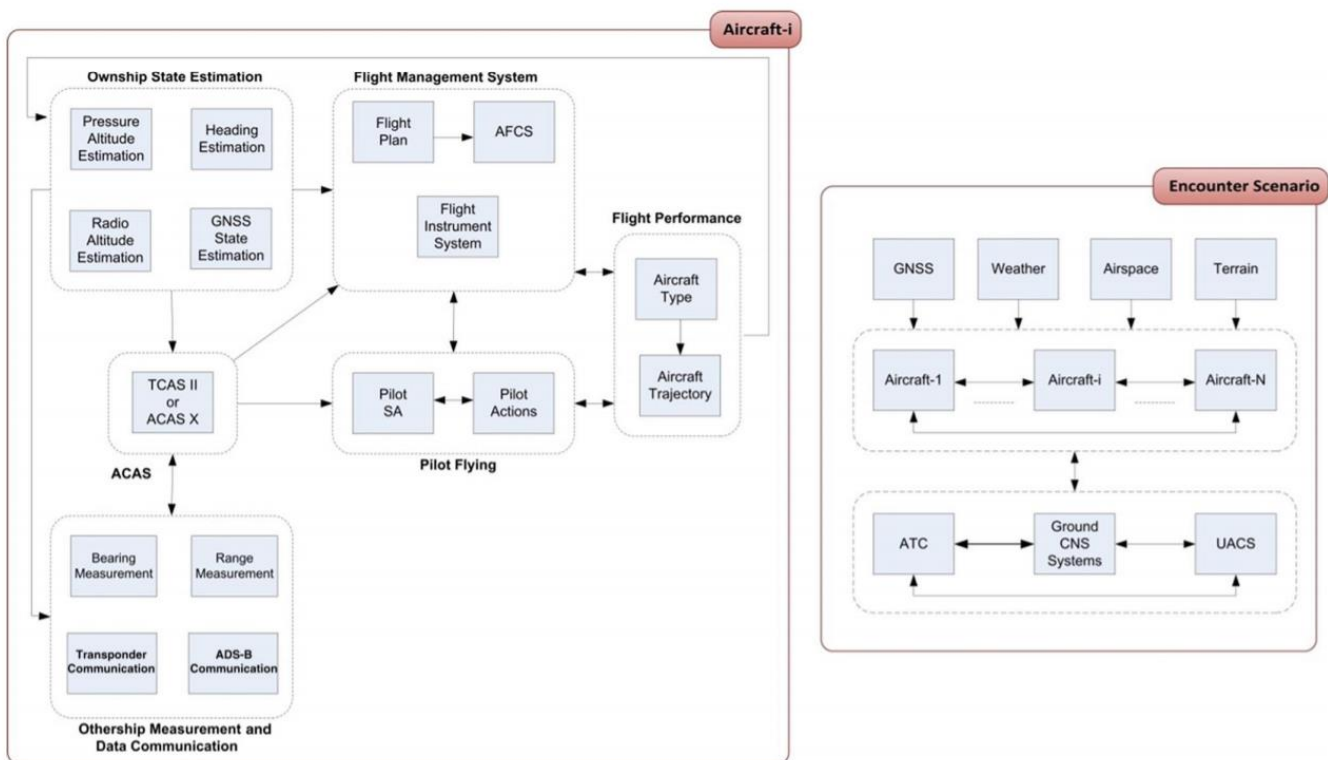 Aircraft-i
Ownship State Estimation
Pressure
Altitude
Estimation
Heading
Estimation
Radio
Altitude
Estimation
GNSS
State
Estimation
Flight Management System
Flight
Plan
AFCS
Flight
Instrument
System
Flight Performance
Aircraft
Type
Aircraft
Trajectory
TCAS II
or
ACAS X
ACAS
Pilot
SA
Pilot
Actions
Pilot Flying
Bearing
Measurement
Range
Measurement
Transponder
Communication
ADS-B
Communication
Othership Measurement and
Data Communication
Encounter Scenario
GNSS
Weather
Airspace
Terrain
Aircraft-1
Aircraft-i
Aircraft-N
ATC
Ground
CNS
Systems
UACS